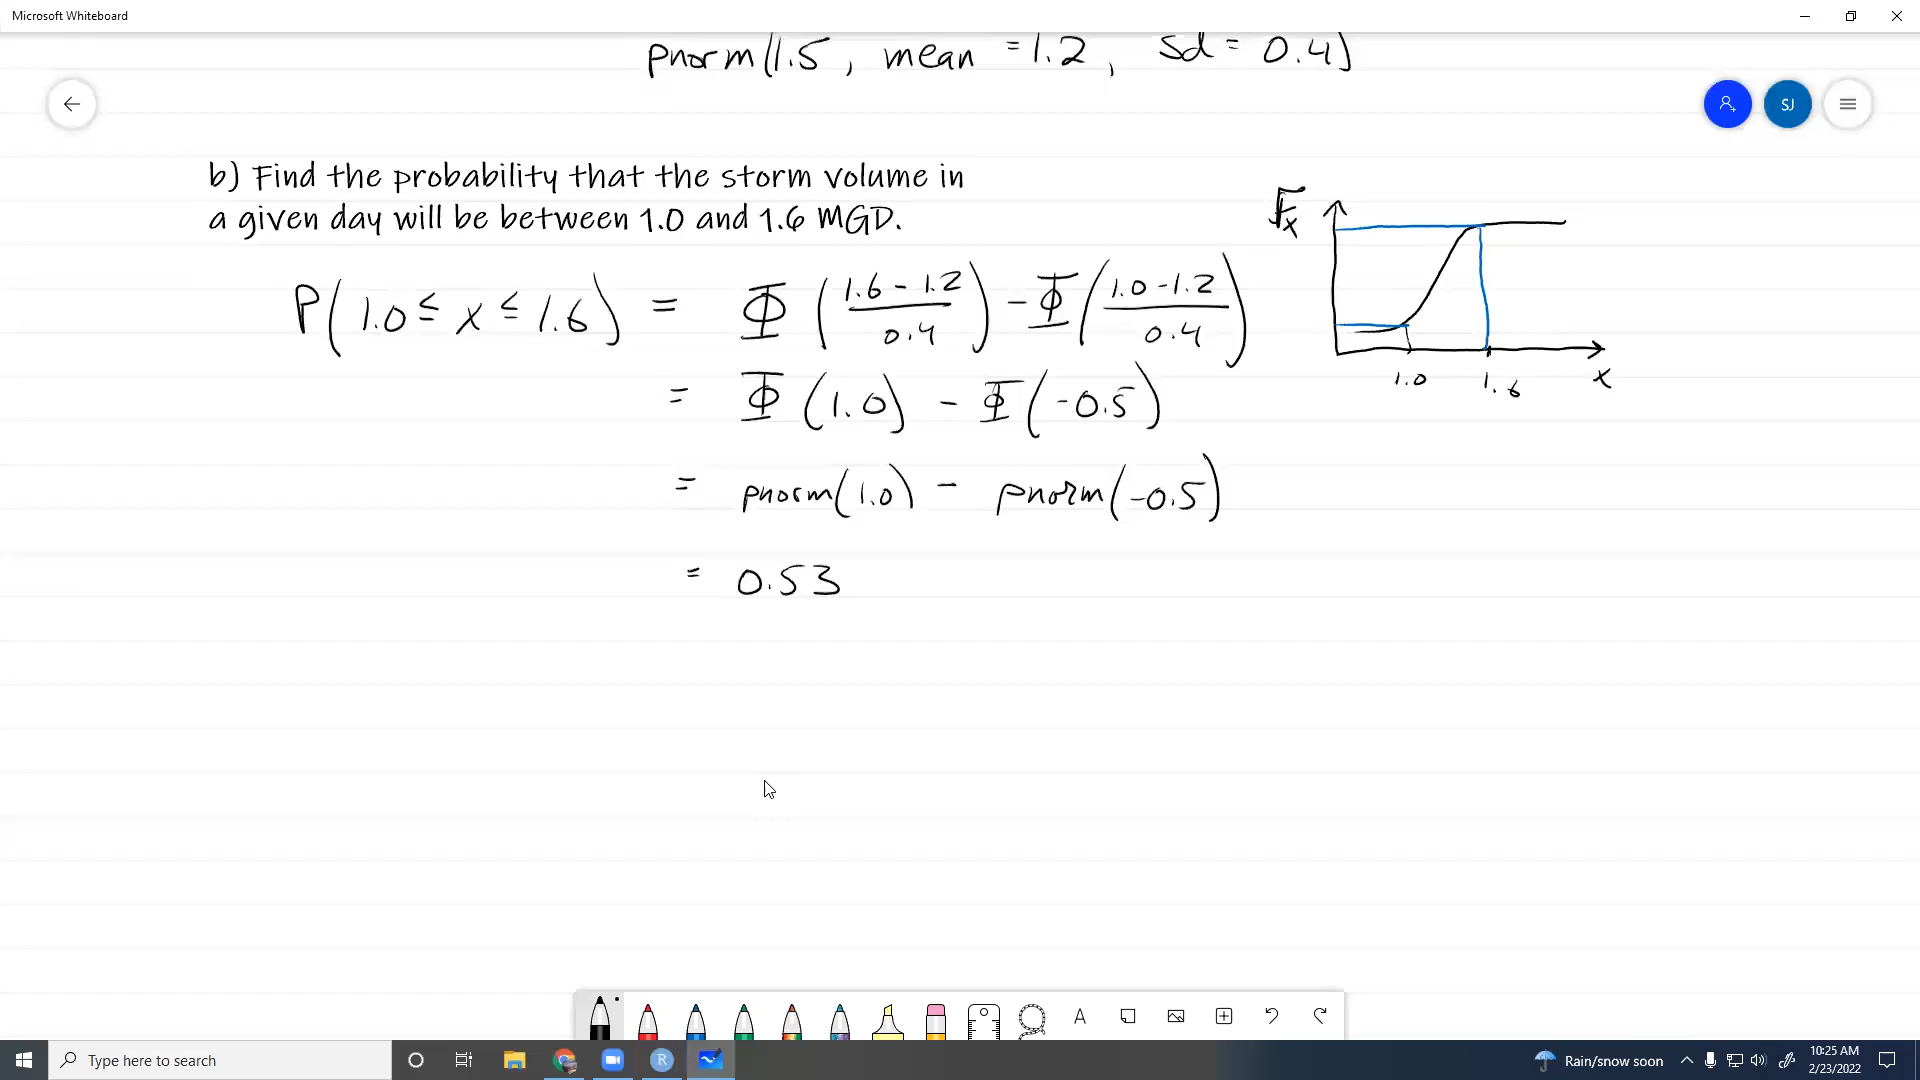 Microsoft Whiteboard
pnorm(1.5, mean = 1.2, sd = 0.4)
SJ
b) Find the probability that the storm volume in
a given day will be between 1.0 and 1.6 MGD.
P(1.0 ≤ x ≤ 1.6) = Φ((1.6 - 1.2)/0.4) - Φ((1.0 - 1.2)/0.4)
= Φ(1.0) - Φ(-0.5)
= pnorm(1.0) - pnorm(-0.5)
= 0.53
F_x
1.0 1.6 x
A
Type here to search
R
Rain/snow soon
10:25 AM
2/23/2022